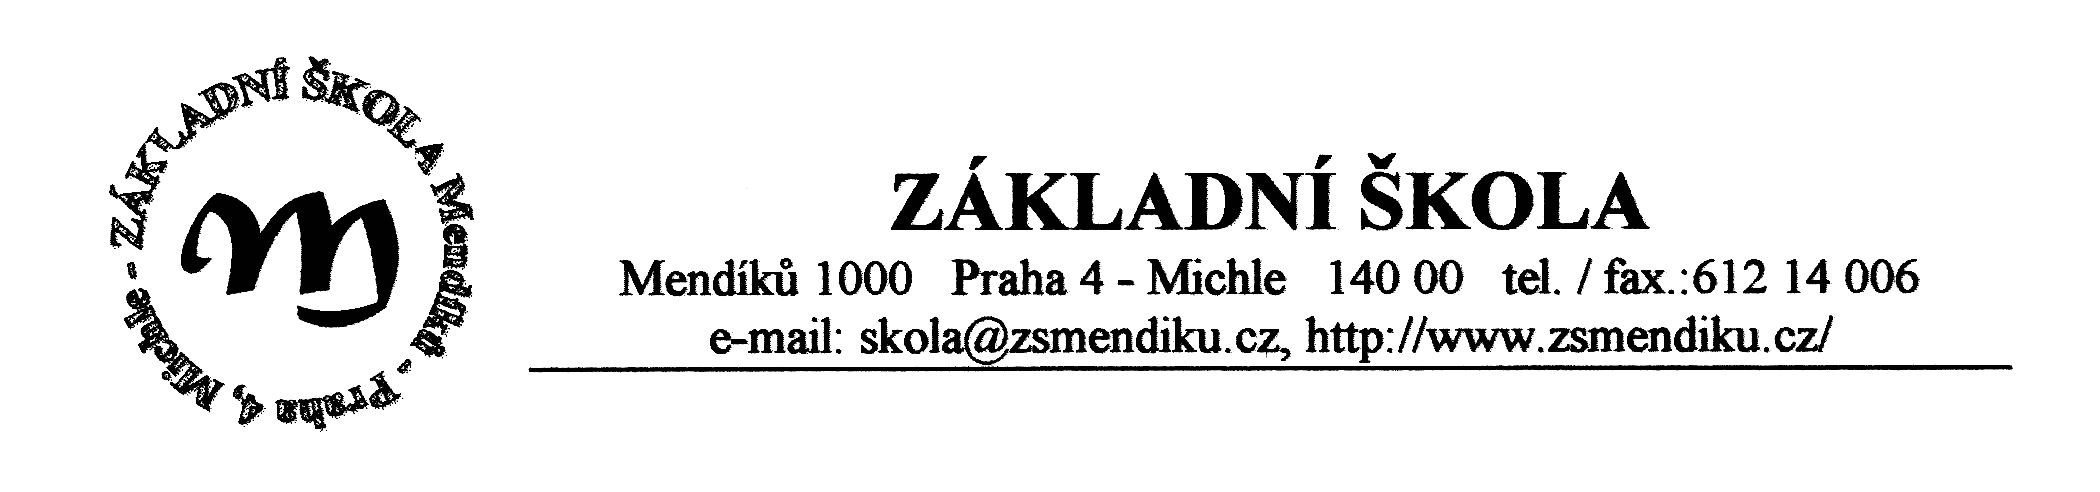 ZÁKLADNÍ ŠKOLA Mendíků - Praha 4, Michle -
m
ZÁKLADNÍ ŠKOLA
Mendíků 1000 Praha 4 - Michle 140 00 tel. / fax.:612 14 006
e-mail: skola@zsmendiku.cz, http://www.zsmendiku.cz/